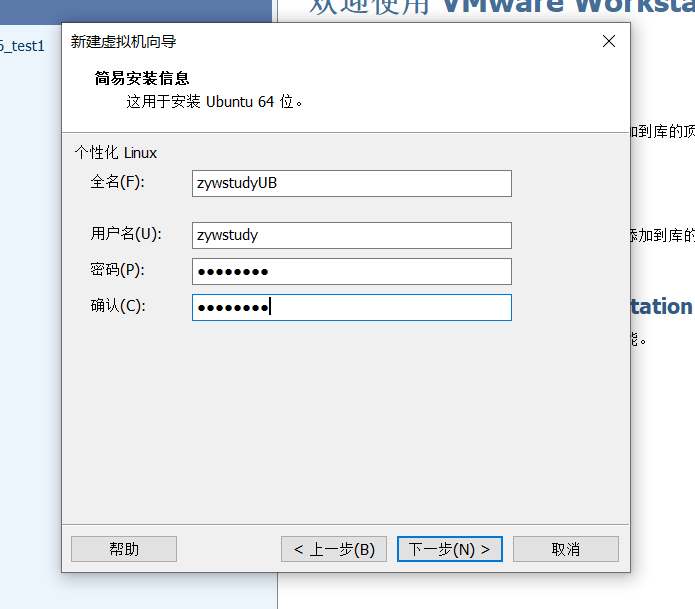 欢迎使用 VMware Worksta
5_test1
新建虚拟机向导
简易安装信息
这用于安装 Ubuntu 64 位。
加到库的顶
个性化 Linux
全名(F):
zywstudyUB
用户名(U):
zywstudy
添加到库的
密码(P):
●●●●●●●●
确认(C):
●●●●●●●●
tation
能。
帮助
< 上一步(B)
下一步(N) >
取消